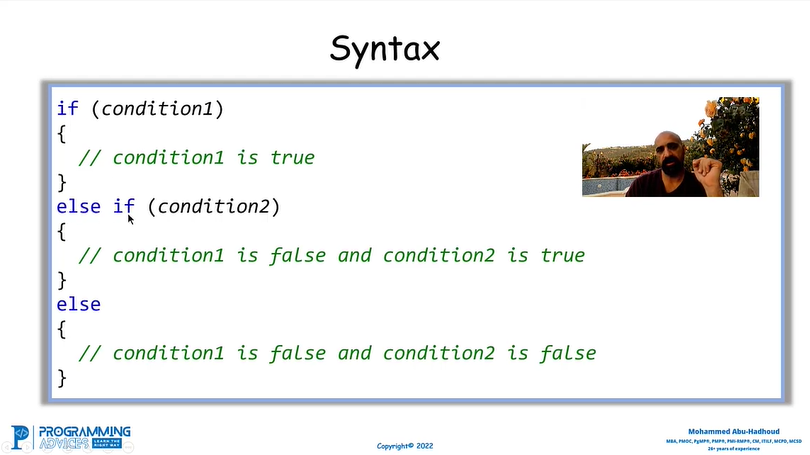 Syntax
if (condition1)
{
// condition1 is true
}
else if (condition2)
{
// condition1 is false and condition2 is true
}
else
{
// condition1 is false and condition2 is false
}
PROGRAMMING
ADVICES LEARN THE RIGHT WAY
Copyright© 2022
Mohammed Abu-Hadhoud
MBA, PMOC, PgMP®, PMP®, PMI-RMP®, CM, ITILF, MCPD, MCSD
26+ years of experience